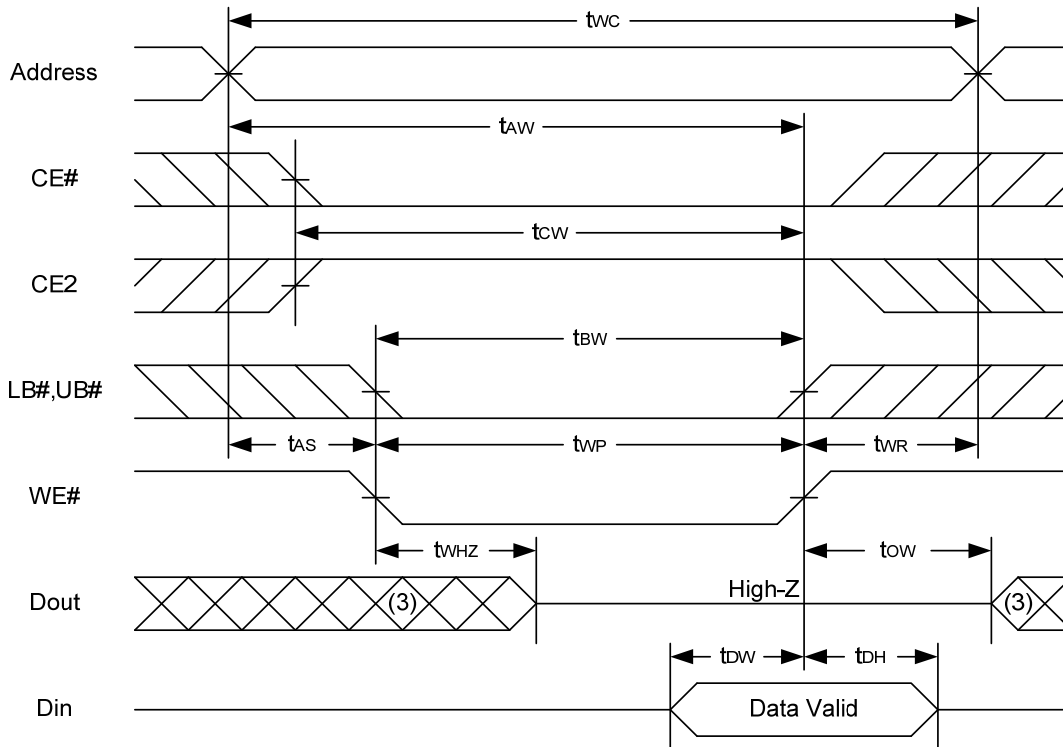 tWC
Address
tAW
CE#
tCW
CE2
tBW
LB#,UB#
tAS
tWP
tWR
WE#
tWHZ
tOW
Dout
(3)
High-Z
(3)
tDW
tDH
Din
Data Valid